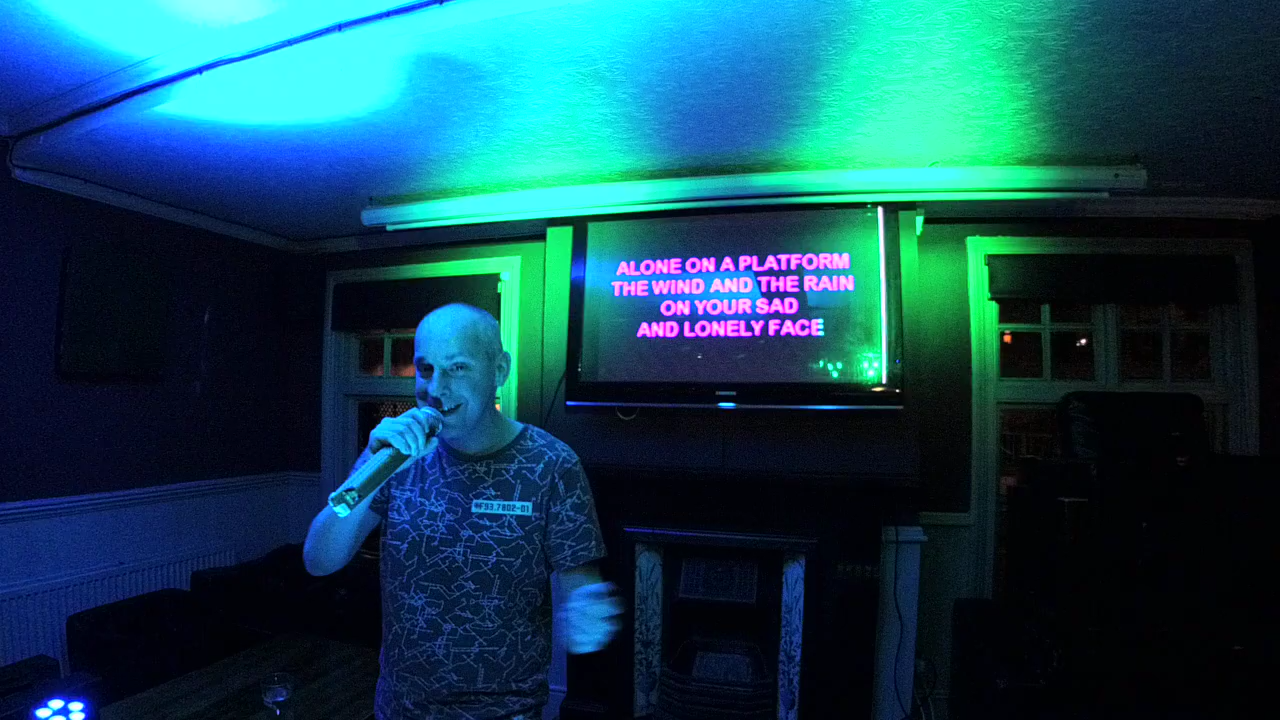 ALONE ON A PLATFORM
THE WIND AND THE RAIN
ON YOUR SAD
AND LONELY FACE